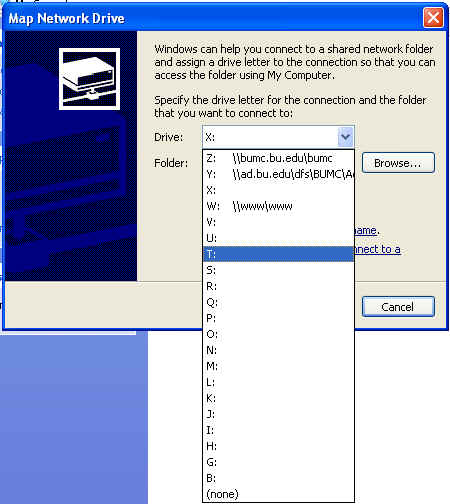 Map Network Drive
Windows can help you connect to a shared network folder
and assign a drive letter to the connection so that you can
access the folder using My Computer.
Specify the drive letter for the connection and the folder
that you want to connect to:
Drive: X:
Folder:
Browse...
Z: \\bumc.bu.edu\bumc
Y: \\ad.bu.edu\dfs\BUMC\A
X:
W: \\www\www
V:
U:
name.
T:
nnect to a
S:
R:
Q:
Cancel
P:
O:
N:
M:
L:
K:
J:
I:
H:
G:
B:
(none)